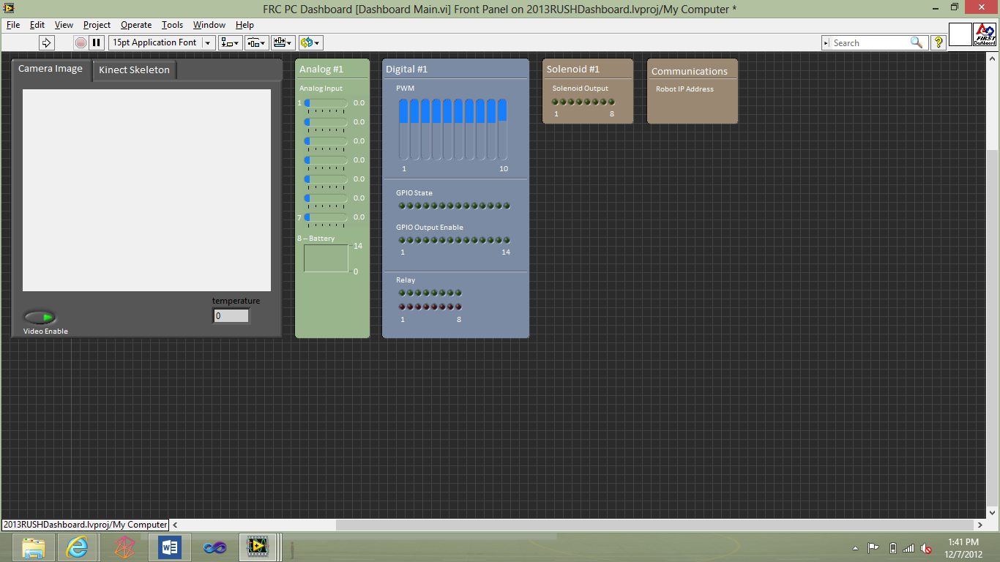 FRC PC Dashboard [Dashboard Main.vi] Front Panel on 2013RUSHDashboard.lvproj/My Computer *
File Edit View Project Operate Tools Window Help
15pt Application Font
Search
?
FIRST
Dashboard
Camera Image Kinect Skeleton
temperature
0
Video Enable
Analog #1
Analog Input
1 0.0
0.0
0.0
0.0
0.0
0.0
7 0.0
8 – Battery
14
0
Digital #1
PWM
1 10
GPIO State
GPIO Output Enable
1 14
Relay
1 8
Solenoid #1
Solenoid Output
1 8
Communications
Robot IP Address
2013RUSHDashboard.lvproj/My Computer
1:41 PM
12/7/2012